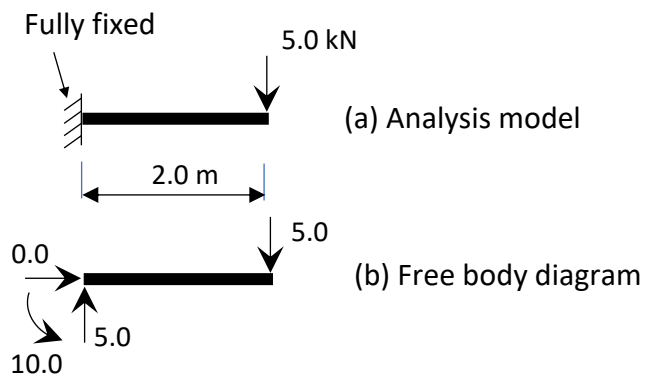 Fully fixed
5.0 kN
(a) Analysis model
2.0 m
5.0
0.0
(b) Free body diagram
5.0
10.0